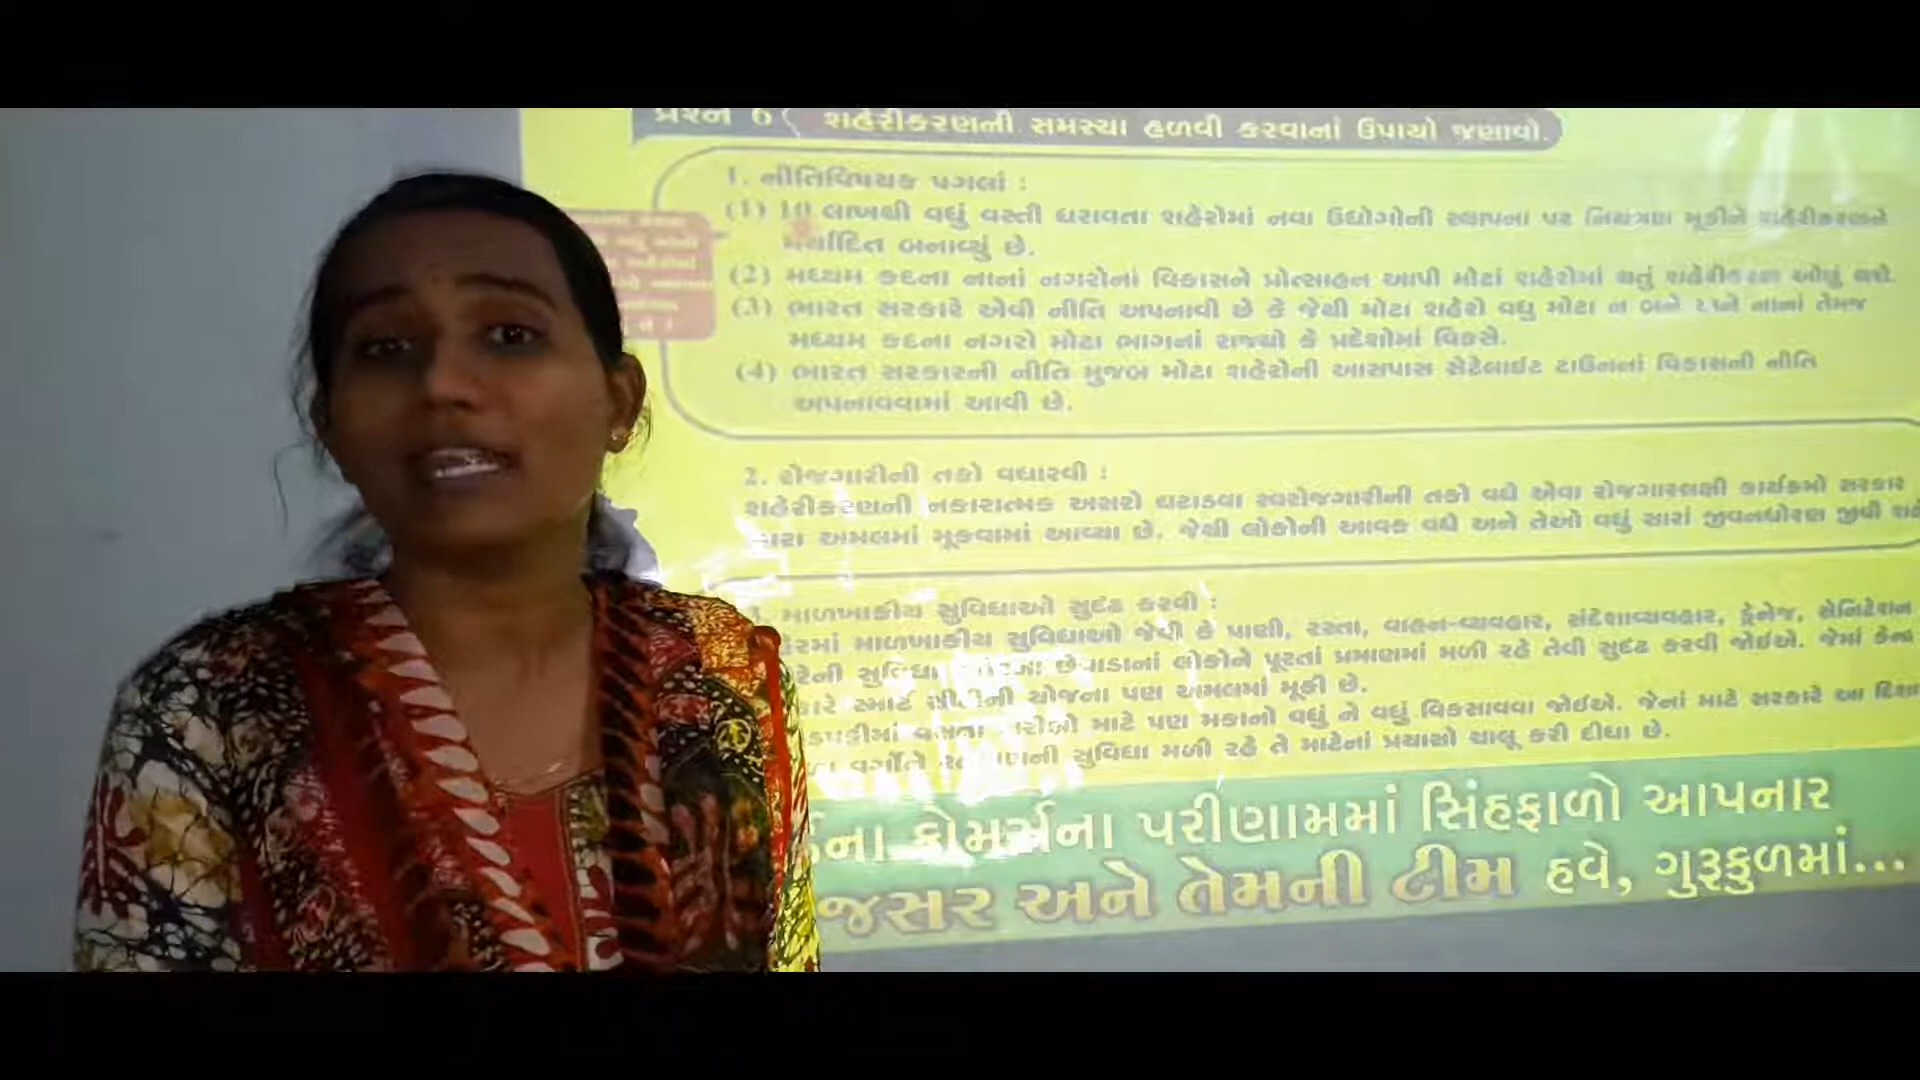 પ્રશ્ન 6 શહેરીકરણની સમસ્યા હળવી કરવાનાં ઉપાયો જણાવો.
1. નીતિવિષયક પગલાં :
(1) 10 લાખથી વધું વસ્તી ધરાવતા શહેરોમાં નવા ઉદ્યોગોની સ્થાપના પર નિયંત્રણ મૂકીને શહેરીકરણને
મર્યાદિત બનાવ્યું છે.
(2) મધ્યમ કદના નાનાં નગરોનાં વિકાસને પ્રોત્સાહન આપી મોટાં શહેરોમાં થતું શહેરીકરણ ઓછું થશે.
(3) ભારત સરકારે એવી નીતિ અપનાવી છે કે જેથી મોટા શહેરો વધુ મોટા ન બને અને નાનાં તેમજ
મધ્યમ કદના નગરો મોટા ભાગનાં રાજ્યો કે પ્રદેશોમાં વિકસે.
(4) ભારત સરકારની નીતિ મુજબ મોટા શહેરોની આસપાસ સેટેલાઈટ ટાઉનનાં વિકાસની નીતિ
અપનાવવામાં આવી છે.
2. રોજગારીની તકો વધારવી :
શહેરીકરણની નકારાત્મક અસરો ઘટાડવા સ્વરોજગારીની તકો વધે એવા રોજગારલક્ષી કાર્યક્રમો સરકાર
અમલમાં મૂકવામાં આવ્યા છે. જેથી લોકોની આવક વધે અને તેઓ વધું સારાં જીવનધોરણ જીવી
માળખાકીય સુવિધાઓ સુદૃઢ કરવી :
માળખાકીય સુવિધાઓ જેવી કે પાણી, રસ્તા, વાહન-વ્યવહાર, સંદેશાવ્યવહાર, ડ્રેનેજ, સેનિટેશન
છેવાડાનાં લોકોને પૂરતાં પ્રમાણમાં મળી રહે તેવી સુદૃઢ કરવી જોઈએ. જેમાં
સ્માર્ટ સીટીની યોજના પણ અમલમાં મૂકી છે.
માટે પણ મકાનો વધું ને વધું વિકસાવવા જોઈએ. જેનાં માટે સરકારે આ
સુવિધા મળી રહે તે માટેનાં પ્રયાસો ચાલૂ કરી દીધા છે.
કોમર્સના પરીણામમાં સિંહફાળો આપનાર
જસર અને તેમની ટીમ હવે, ગુરૂકુળમાં...